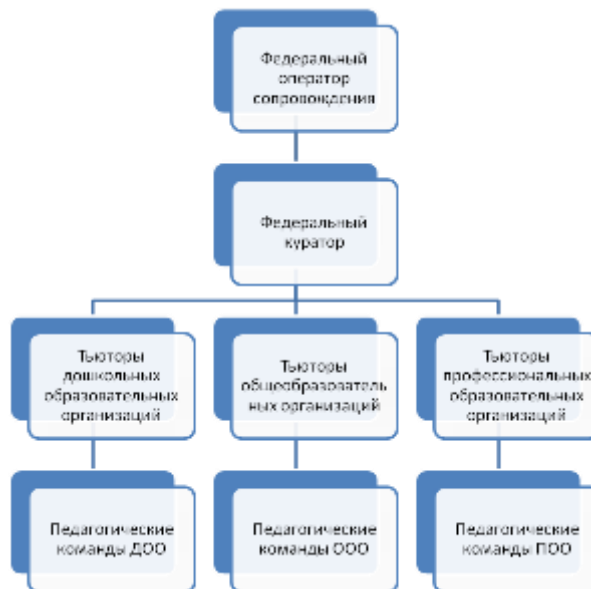 Федеральный
оператор
сопровождения
Федеральный
куратор
Тьюторы
дошкольных
образовательных
организаций
Тьюторы
общеобразователь
ных организаций
Тьюторы
профессиональных
образовательных
организаций
Педагогические
команды ДОО
Педагогические
команды ООО
Педагогические
команды ПОО